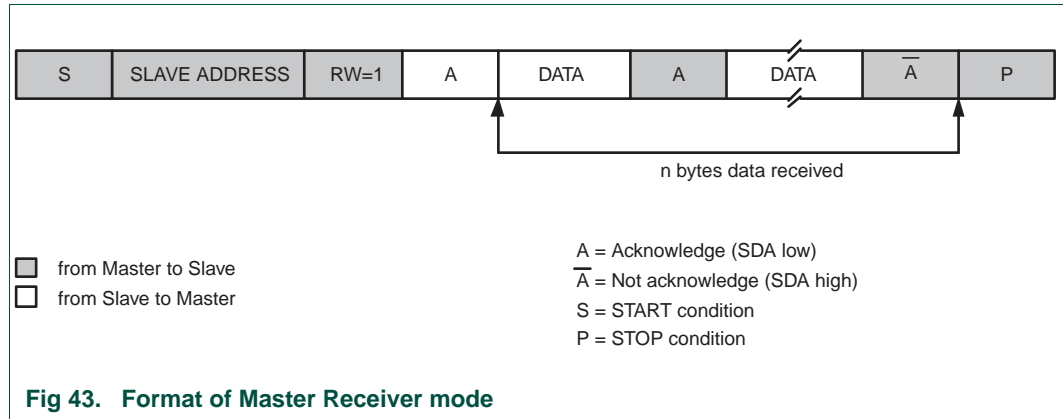 S SLAVE ADDRESS RW=1 A DATA A DATA A̅ P
n bytes data received
from Master to Slave
from Slave to Master
A = Acknowledge (SDA low)
A̅ = Not acknowledge (SDA high)
S = START condition
P = STOP condition
Fig 43. Format of Master Receiver mode